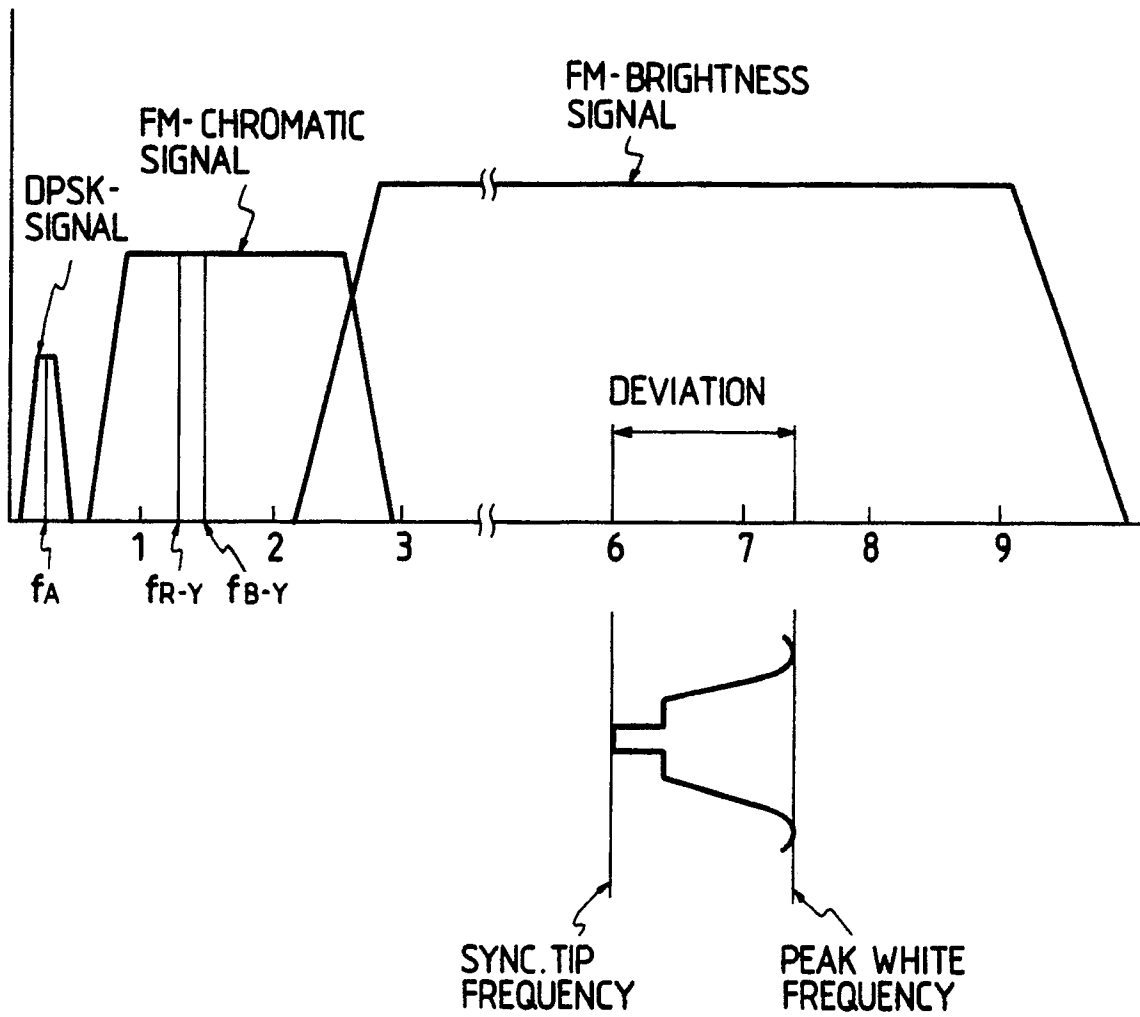 FM-BRIGHTNESS
SIGNAL
FM-CHROMATIC
SIGNAL
DPSK-
SIGNAL
DEVIATION
1 2 3 6 7 8 9
fA fR-Y fB-Y
SYNC. TIP
FREQUENCY
PEAK WHITE
FREQUENCY